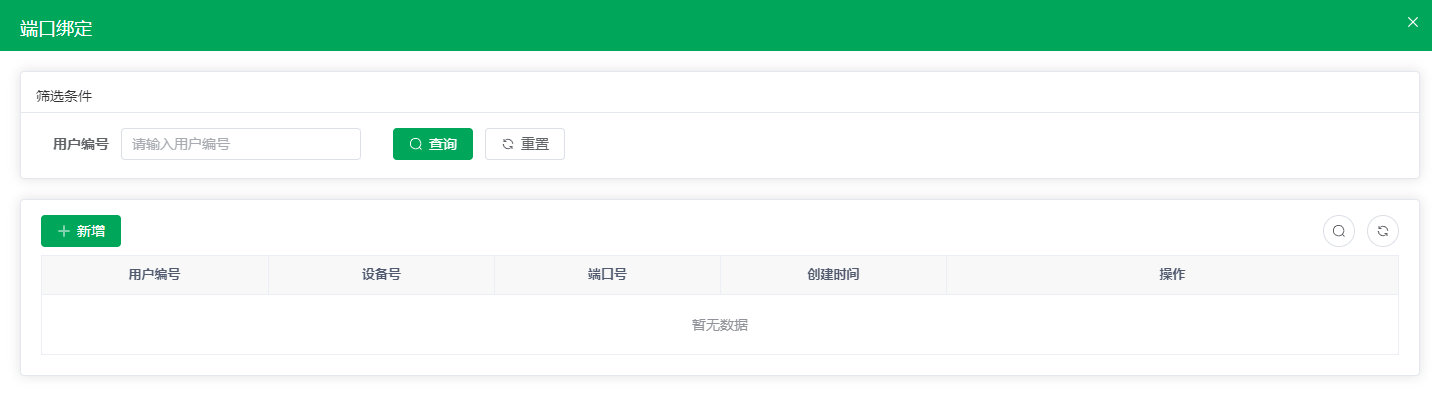 端口绑定
筛选条件
用户编号 请输入用户编号 查询 重置
新增
用户编号 设备号 端口号 创建时间 操作
暂无数据